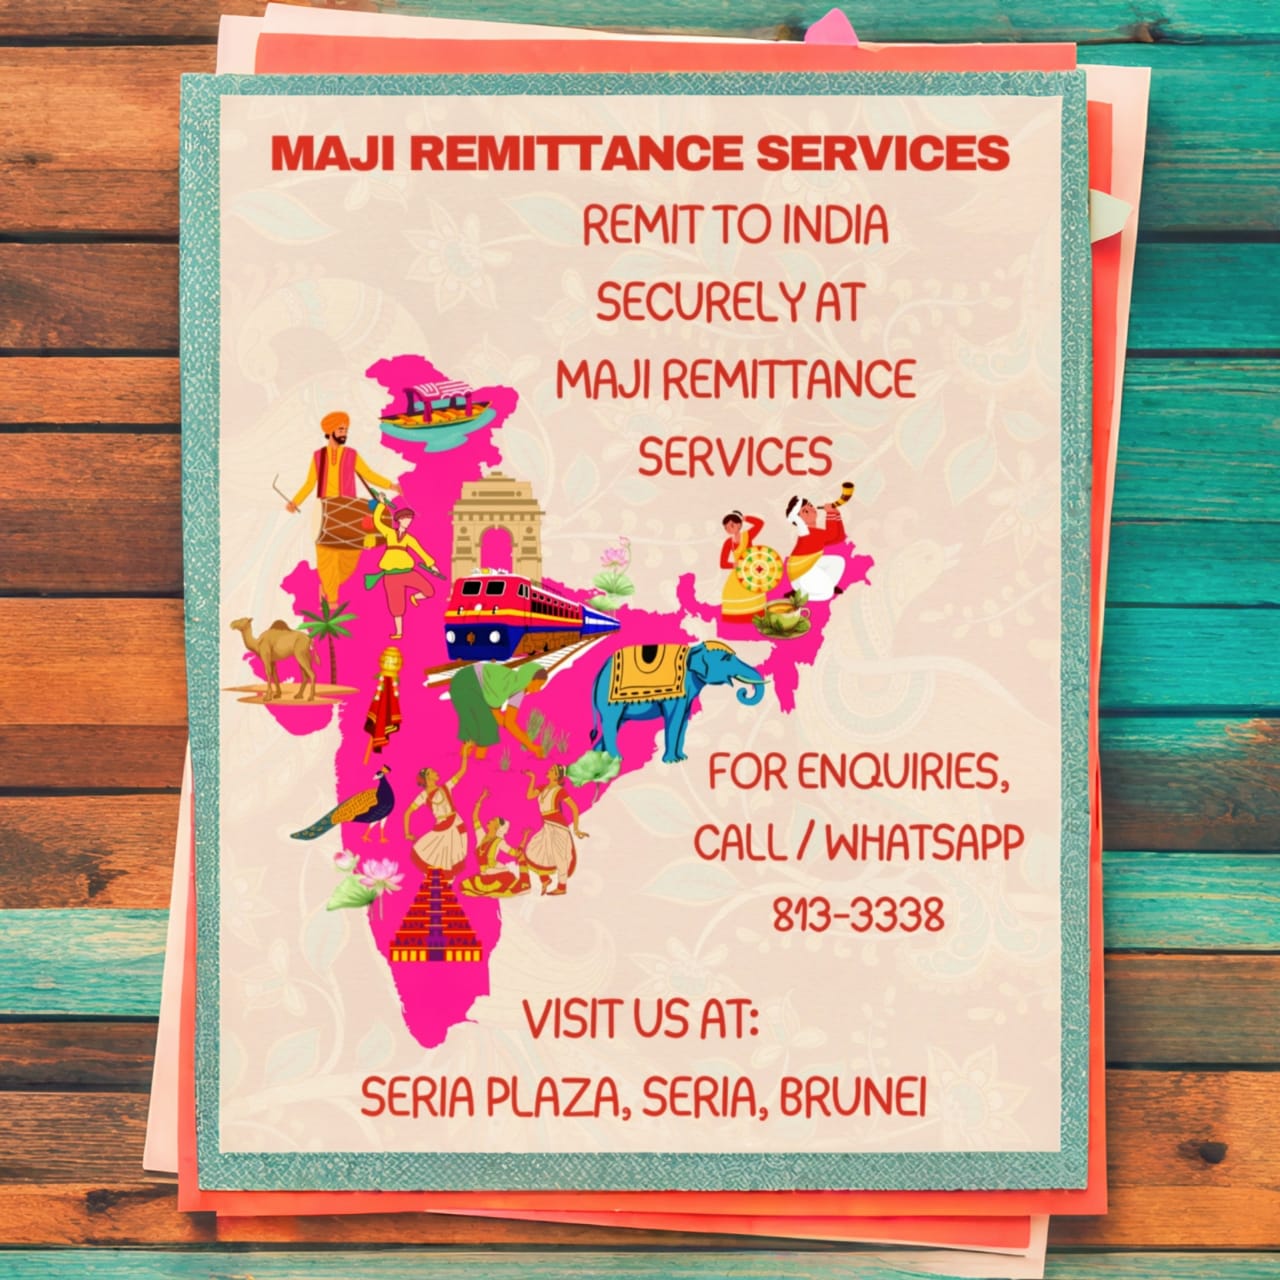 MAJI REMITTANCE SERVICES
REMIT TO INDIA
SECURELY AT
MAJI REMITTANCE
SERVICES
FOR ENQUIRIES,
CALL / WHATSAPP
813-3338
VISIT US AT:
SERIA PLAZA, SERIA, BRUNEI